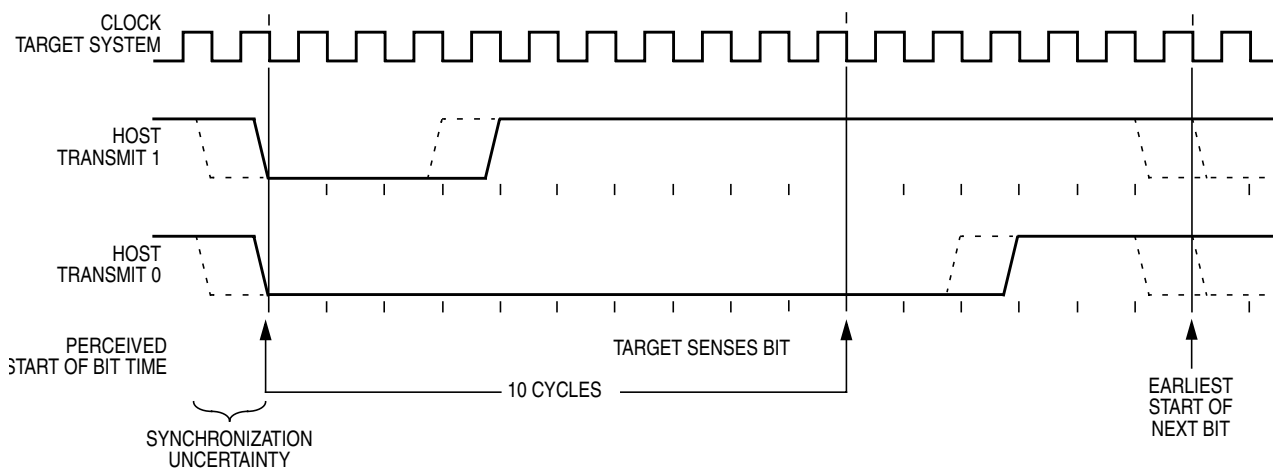 CLOCK
TARGET SYSTEM
HOST
TRANSMIT 1
HOST
TRANSMIT 0
PERCEIVED
START OF BIT TIME
TARGET SENSES BIT
10 CYCLES
SYNCHRONIZATION
UNCERTAINTY
EARLIEST
START OF
NEXT BIT